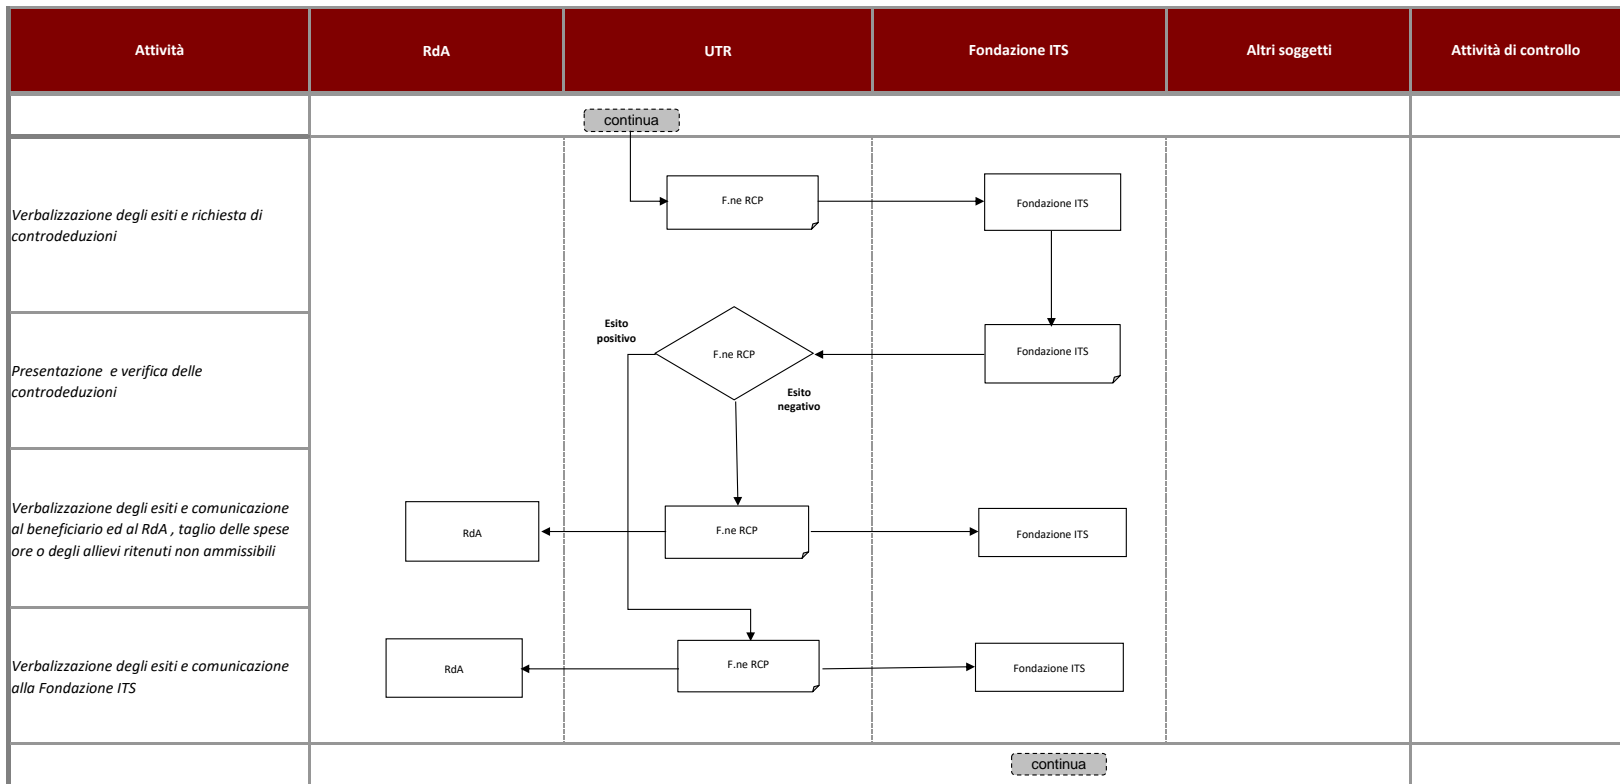 Attività
RdA
UTR
Fondazione ITS
Altri soggetti
Attività di controllo
continua
Verbalizzazione degli esiti e richiesta di
controdeduzioni
F.ne RCP
Fondazione ITS
Presentazione  e verifica delle
controdeduzioni
Esito
positivo
F.ne RCP
Esito
negativo
Fondazione ITS
Verbalizzazione degli esiti e comunicazione
al beneficiario ed al RdA , taglio delle spese
ore o degli allievi ritenuti non ammissibili
RdA
F.ne RCP
Fondazione ITS
Verbalizzazione degli esiti e comunicazione
alla Fondazione ITS
RdA
F.ne RCP
Fondazione ITS
continua